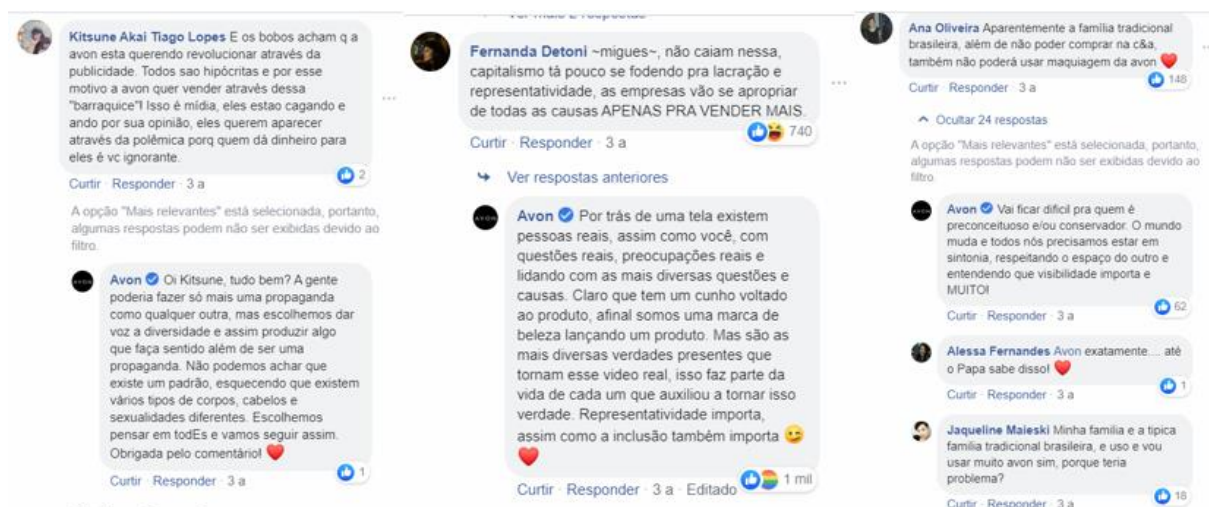 Kitsune Akai Tiago Lopes E os bobos acham q a
avon esta querendo revolucionar através da
publicidade. Todos sao hipócritas e por esse
motivo a avon quer vender através dessa
"barraquice"! Isso é mídia, eles estao cagando e
ando por sua opinião, eles querem aparecer
através da polêmica porq quem dá dinheiro para
eles é vc ignorante.
2
Curtir · Responder · 3 a
A opção "Mais relevantes" está selecionada, portanto,
algumas respostas podem não ser exibidas devido ao
filtro.
Avon Oi Kitsune, tudo bem? A gente
poderia fazer só mais uma propaganda
como qualquer outra, mas escolhemos dar
voz a diversidade e assim produzir algo
que faça sentido além de ser uma
propaganda. Não podemos achar que
existe um padrão, esquecendo que existem
vários tipos de corpos, cabelos e
sexualidades diferentes. Escolhemos
pensar em todEs e vamos seguir assim.
Obrigada pelo comentário! ❤️
1
Curtir · Responder · 3 a
Fernanda Detoni ~migues~, não caiam nessa,
capitalismo tá pouco se fodendo pra lacração e
representatividade, as empresas vão se apropriar
de todas as causas APENAS PRA VENDER MAIS.
740
Curtir · Responder · 3 a
Ver respostas anteriores
Avon Por trás de uma tela existem
pessoas reais, assim como você, com
questões reais, preocupações reais e
lidando com as mais diversas questões e
causas. Claro que tem um cunho voltado
ao produto, afinal somos uma marca de
beleza lançando um produto. Mas são as
mais diversas verdades presentes que
tornam esse video real, isso faz parte da
vida de cada um que auxiliou a tornar isso
verdade. Representatividade importa,
assim como a inclusão também importa 😉
❤️
1 mil
Curtir · Responder · 3 a · Editado
Ana Oliveira Aparentemente a família tradicional
brasileira, além de não poder comprar na c&a,
também não poderá usar maquiagem da avon ❤️
148
Curtir · Responder · 3 a
Ocultar 24 respostas
A opção "Mais relevantes" está selecionada, portanto,
algumas respostas podem não ser exibidas devido ao
filtro.
Avon Vai ficar dificil pra quem é
preconceituoso e/ou conservador. O mundo
muda e todos nós precisamos estar em
sintonia, respeitando o espaço do outro e
entendendo que visibilidade importa e
MUITO!
62
Curtir · Responder · 3 a
Alessa Fernandes Avon exatamente.... até
o Papa sabe disso! ❤️
1
Curtir · Responder · 3 a
Jaqueline Maieski Minha familia e a tipica
família tradicional brasileira, e uso e vou
usar muito avon sim, porque teria
problema?
18
Curtir · Responder · 3 a